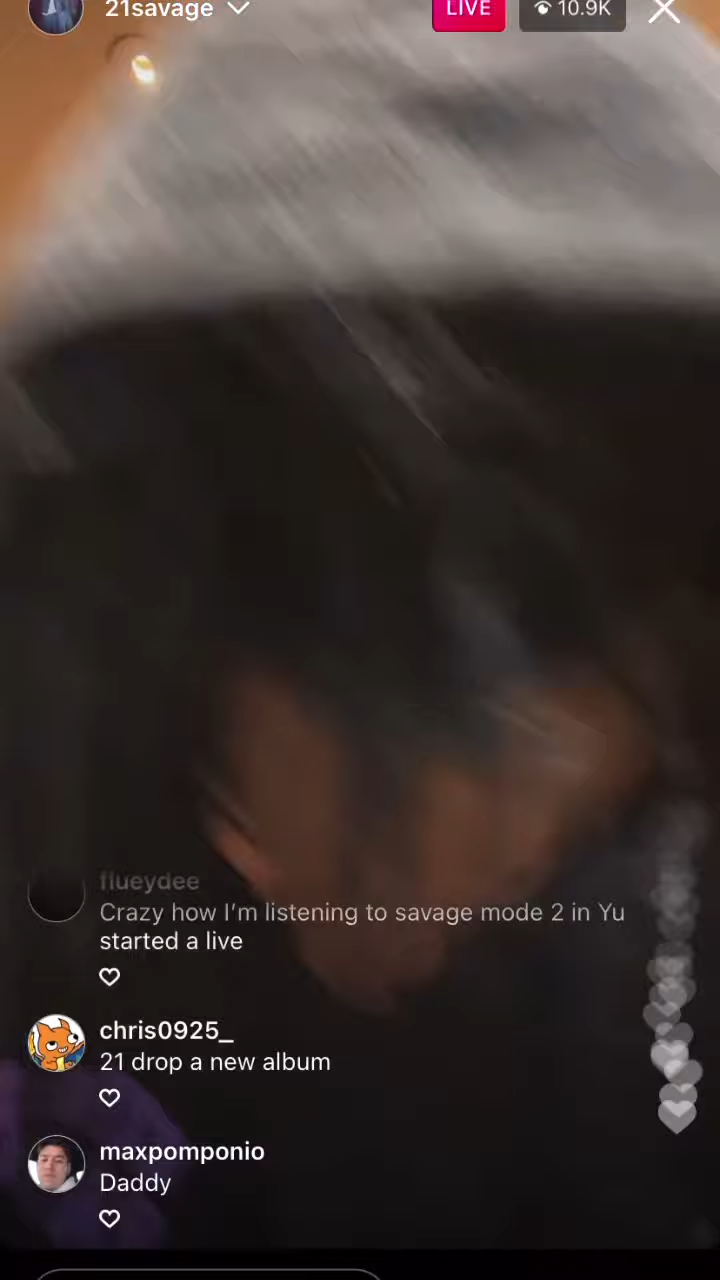 21savage
LIVE
10.9K
flueydee
Crazy how I’m listening to savage mode 2 in Yu
started a live
chris0925_
21 drop a new album
maxpomponio
Daddy